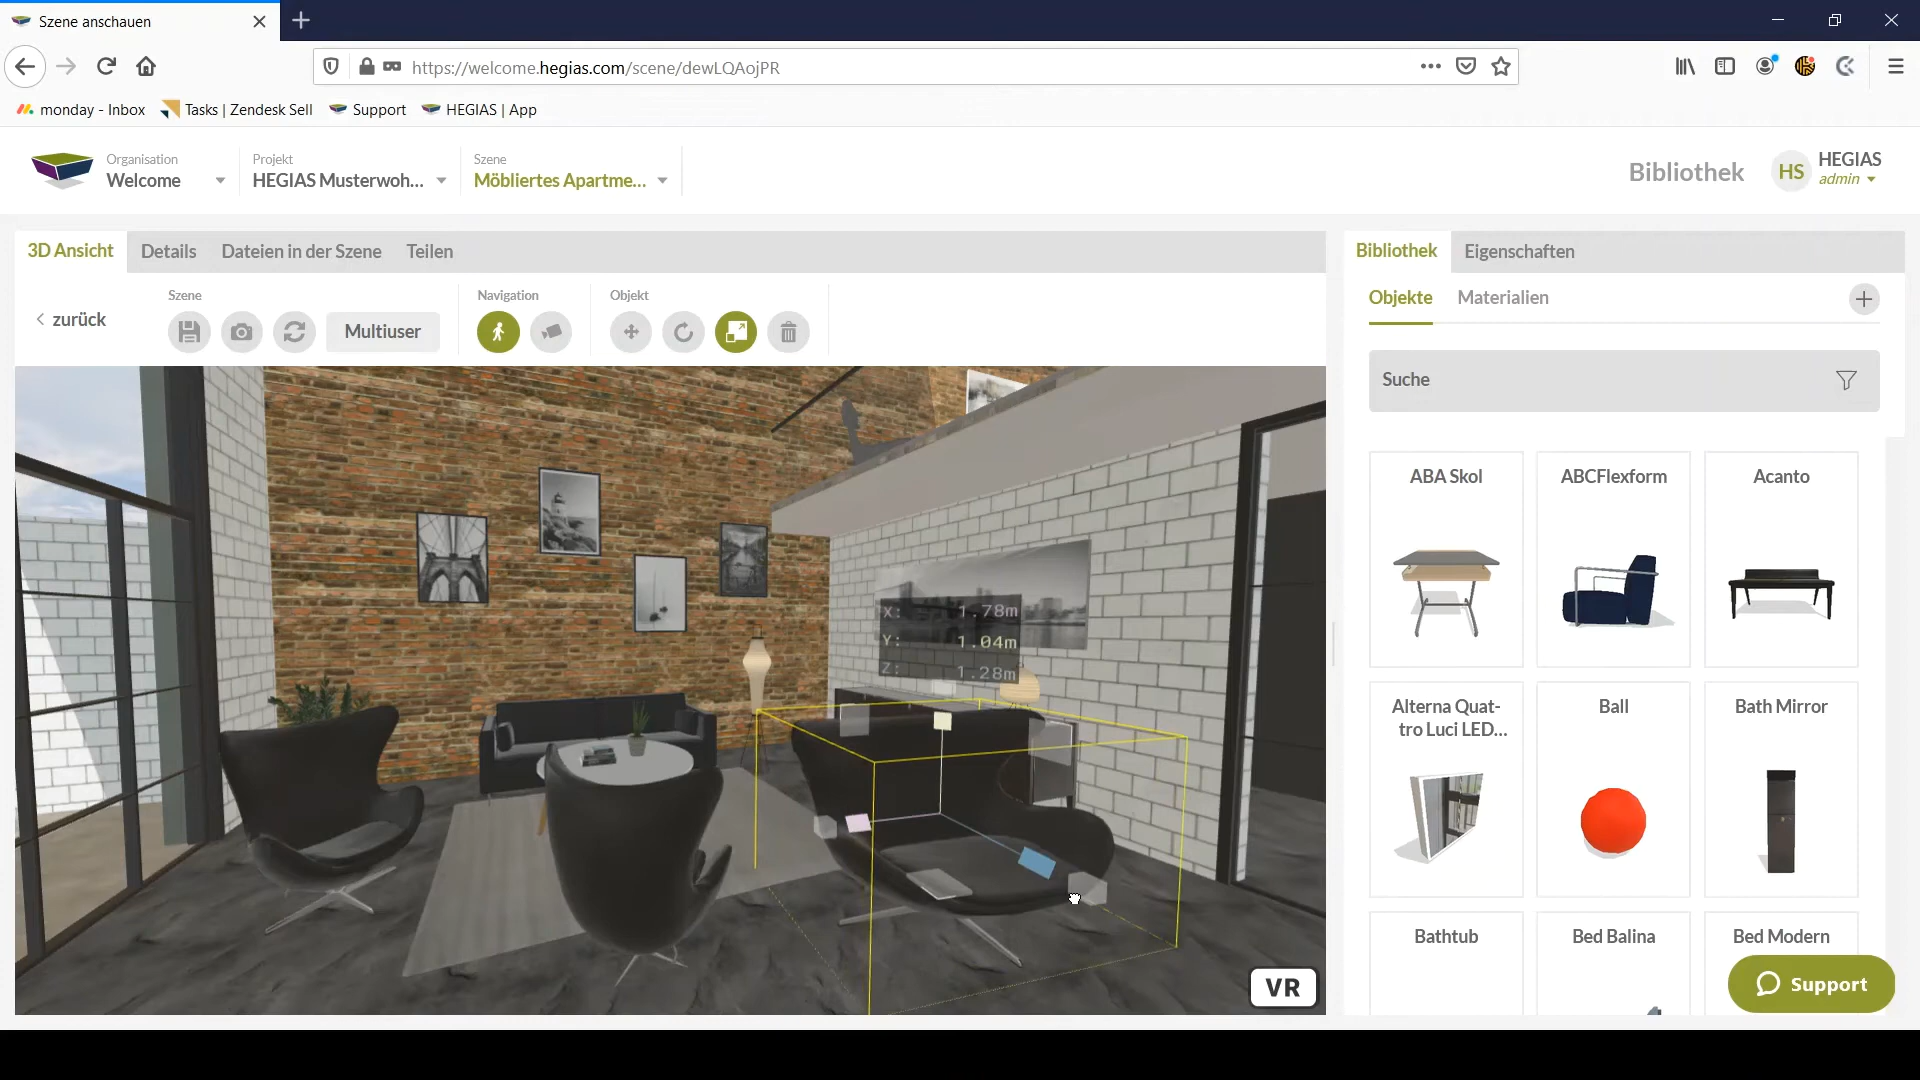 Szene anschauen
https://welcome.hegias.com/scene/dewLQAojPR
monday - Inbox
Tasks | Zendesk Sell
Support
HEGIAS | App
Organisation
Welcome
Projekt
HEGIAS Musterwoh...
Szene
Möbliertes Apartme...
Bibliothek
HS
HEGIAS
admin
3D Ansicht
Details
Dateien in der Szene
Teilen
Bibliothek
Eigenschaften
zurück
Szene
Multiuser
Navigation
Objekt
Objekte
Materialien
Suche
X: 1.78m
Y: 1.04m
Z: 1.28m
VR
ABA Skol
ABCFlexform
Acanto
Alterna Quat-
tro Luci LED...
Ball
Bath Mirror
Bathtub
Bed Balina
Bed Modern
Support